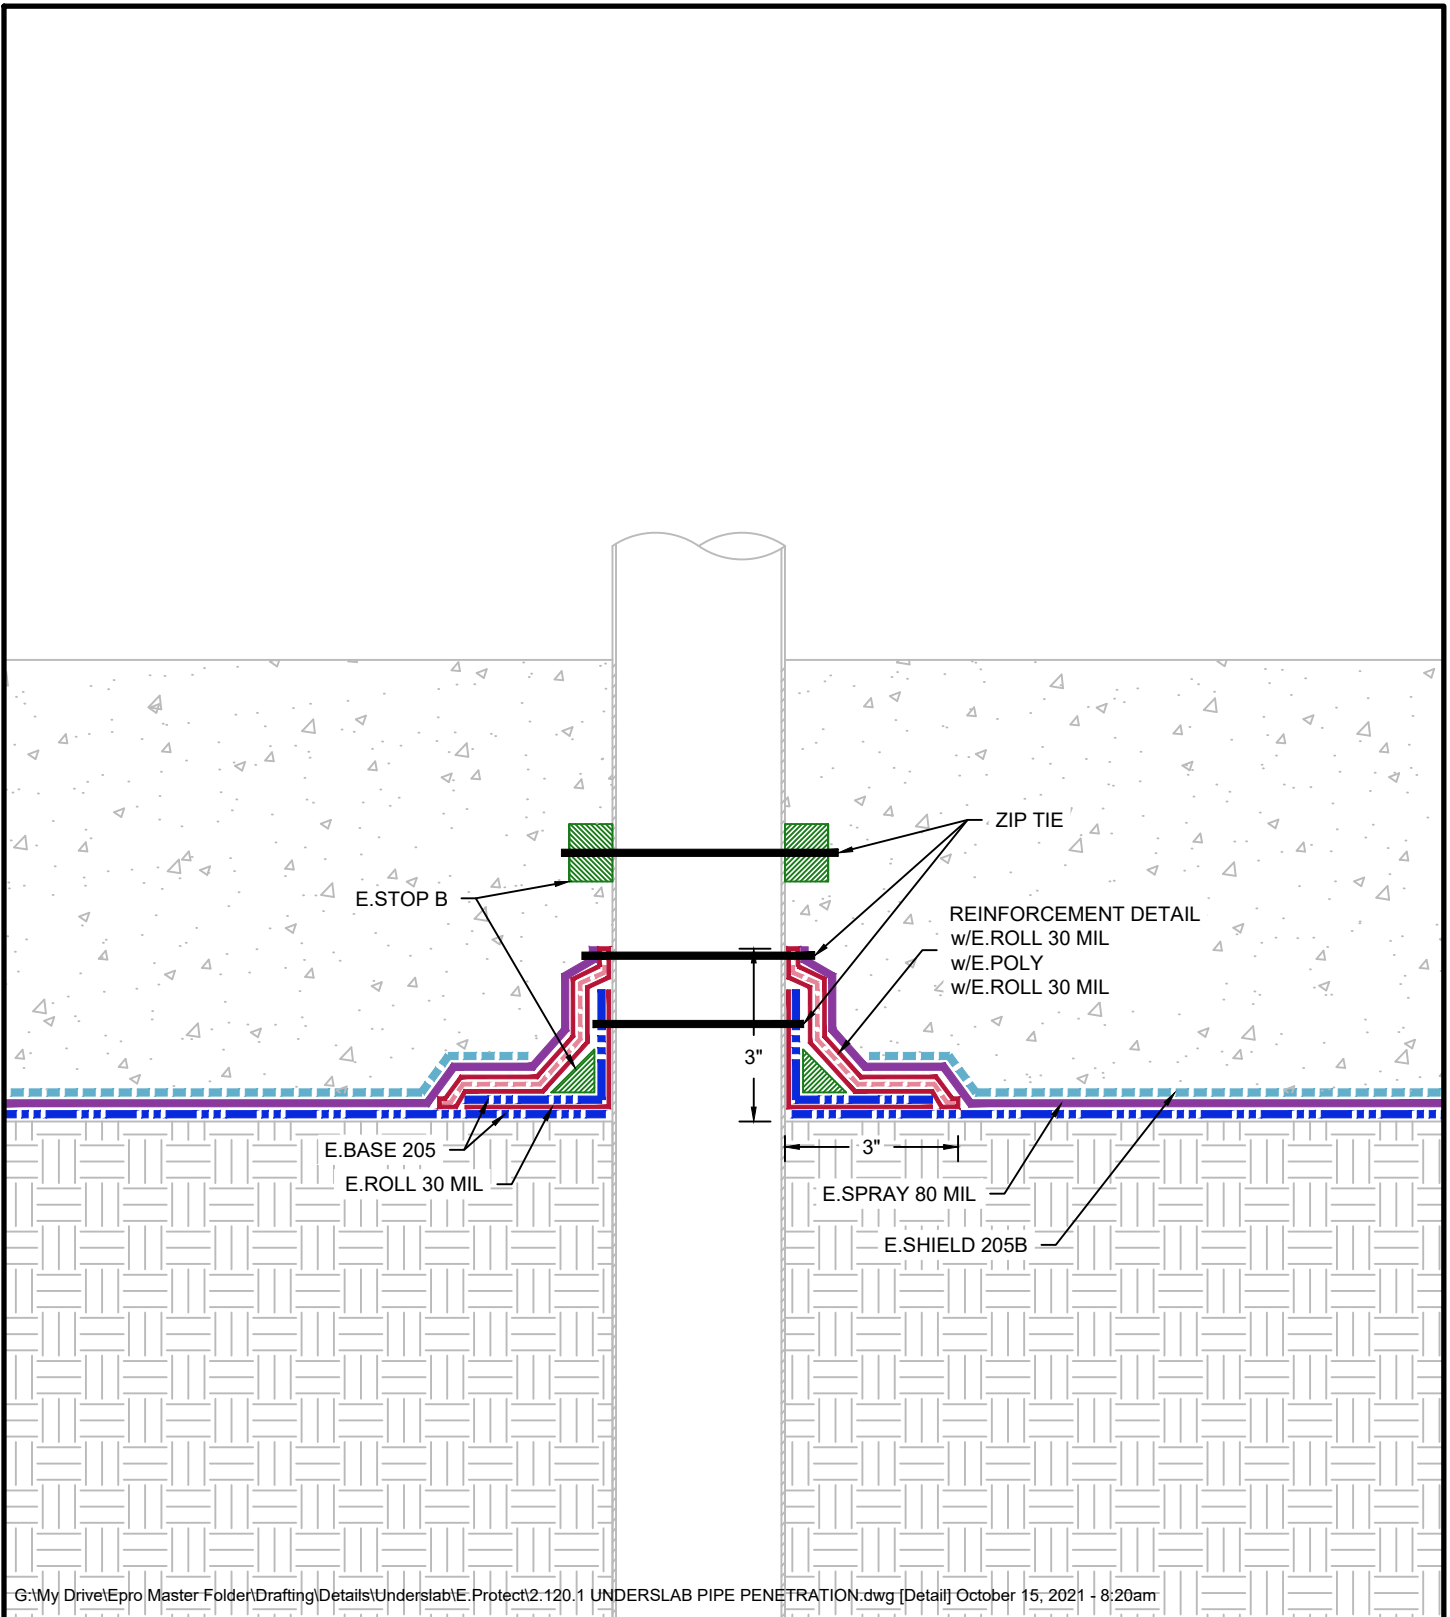 ZIP TIE
E.STOP B
REINFORCEMENT DETAIL
w/E.ROLL 30 MIL
w/E.POLY
w/E.ROLL 30 MIL
3"
E.BASE 205
3"
E.ROLL 30 MIL
E.SPRAY 80 MIL
E.SHIELD 205B
G:\My Drive\Epro Master Folder\Drafting\Details\Underslab\E.Protect\2.120.1 UNDERSLAB PIPE PENETRATION.dwg [Detail] October 15, 2021 - 8:20am